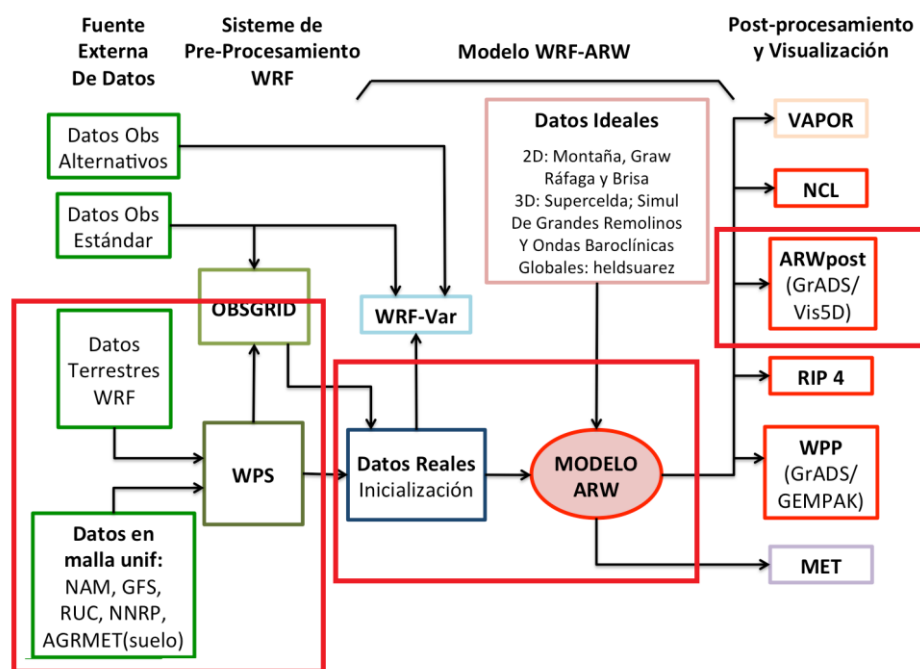 Fuente
Externa
De Datos
Sisteme de
Pre-Procesamiento
WRF
Modelo WRF-ARW
Post-procesamiento
y Visualización
Datos Obs
Alternativos
Datos Obs
Estándar
Datos Ideales
2D: Montaña, Graw
Ráfaga y Brisa
3D: Supercelda; Simul
De Grandes Remolinos
Y Ondas Baroclínicas
Globales: heldsuarez
VAPOR
NCL
ARWpost
(GrADS/
Vis5D)
OBSGRID
WRF-Var
Datos
Terrestres
WRF
RIP 4
WPS
Datos Reales
Inicialización
MODELO
ARW
WPP
(GrADS/
GEMPAK)
Datos en
malla unif:
NAM, GFS,
RUC, NNRP,
AGRMET(suelo)
MET